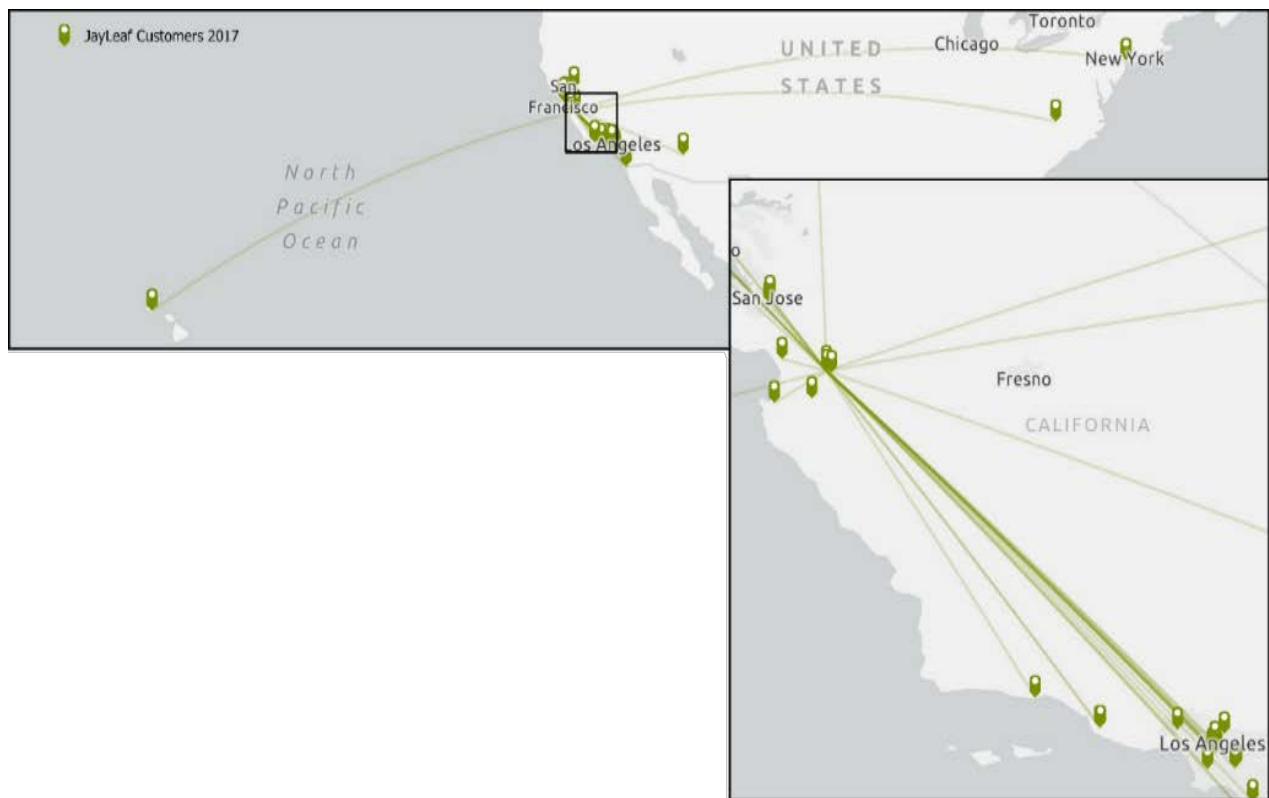 JayLeaf Customers 2017
Toronto
UNITED
Chicago
New York
STATES
San
Francisco
Los Angeles
North
Pacific
Ocean
o
San Jose
Fresno
CALIFORNIA
Los Angeles